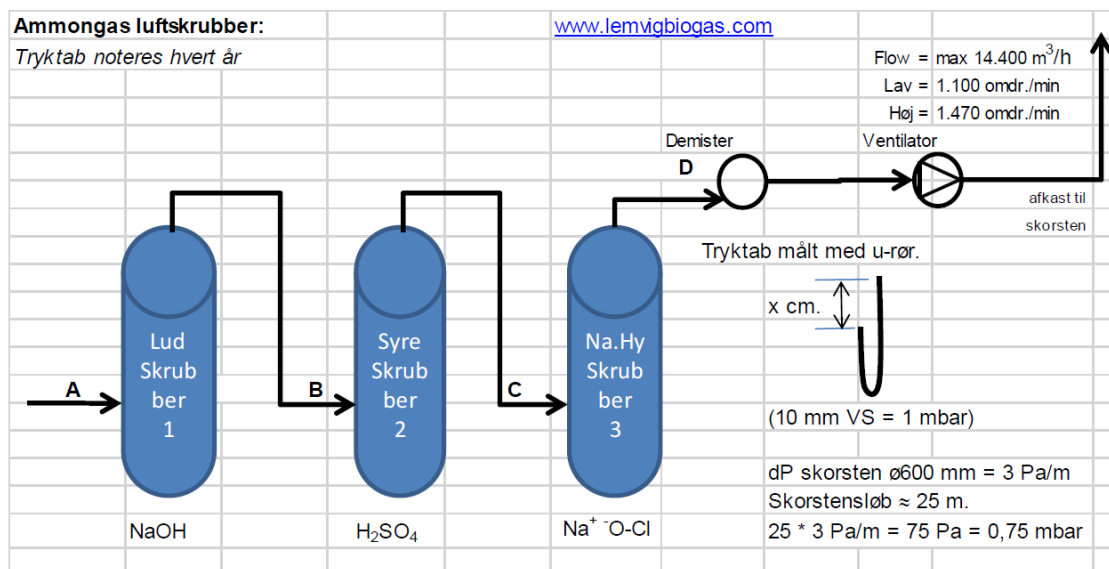 Ammongas luftskrubber:
www.lemvigbiogas.com
Tryktab noteres hvert år
Flow = max 14.400 m³/h
Lav = 1.100 omdr./min
Høj = 1.470 omdr./min
Demister
Ventilator
D
afkast til
skorsten
Tryktab målt med u-rør.
x cm.
Lud
Skrub
ber
1
Syre
Skrub
ber
2
Na.Hy
Skrub
ber
3
A
B
C
(10 mm VS = 1 mbar)
dP skorsten ø600 mm = 3 Pa/m
Skorstensløb ≈ 25 m.
25 * 3 Pa/m = 75 Pa = 0,75 mbar
NaOH
H₂SO₄
Na⁺ ⁻O-Cl